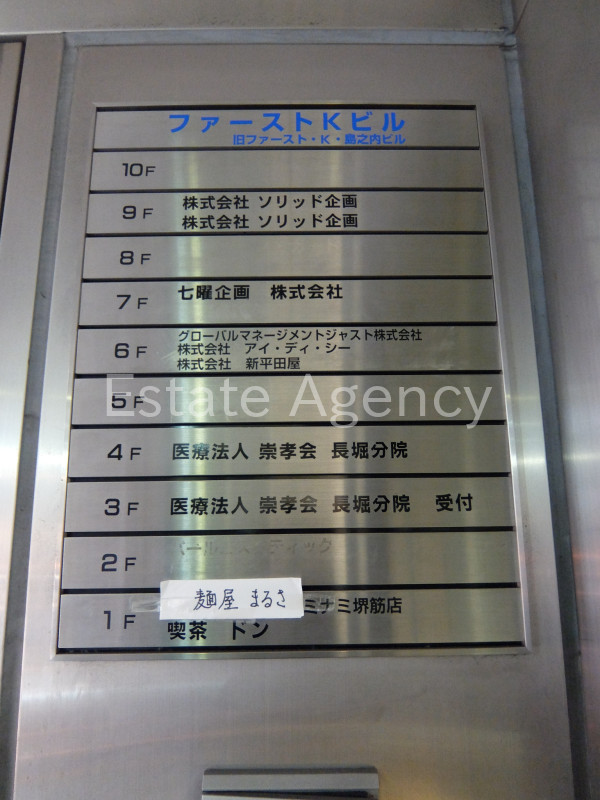 ファーストKビル
旧ファースト・K・島之内ビル
10F
9F 株式会社 ソリッド企画
株式会社 ソリッド企画
8F
7F 七曜企画 株式会社
6F グローバルマネージメントジャスト株式会社
株式会社 アイ・ディ・シー
株式会社 新平田屋
5F
Estate Agency
4F 医療法人 崇孝会 長堀分院
3F 医療法人 崇孝会 長堀分院 受付
2F
1F 麺屋 まるさ ミナミ堺筋店
喫茶 ドン